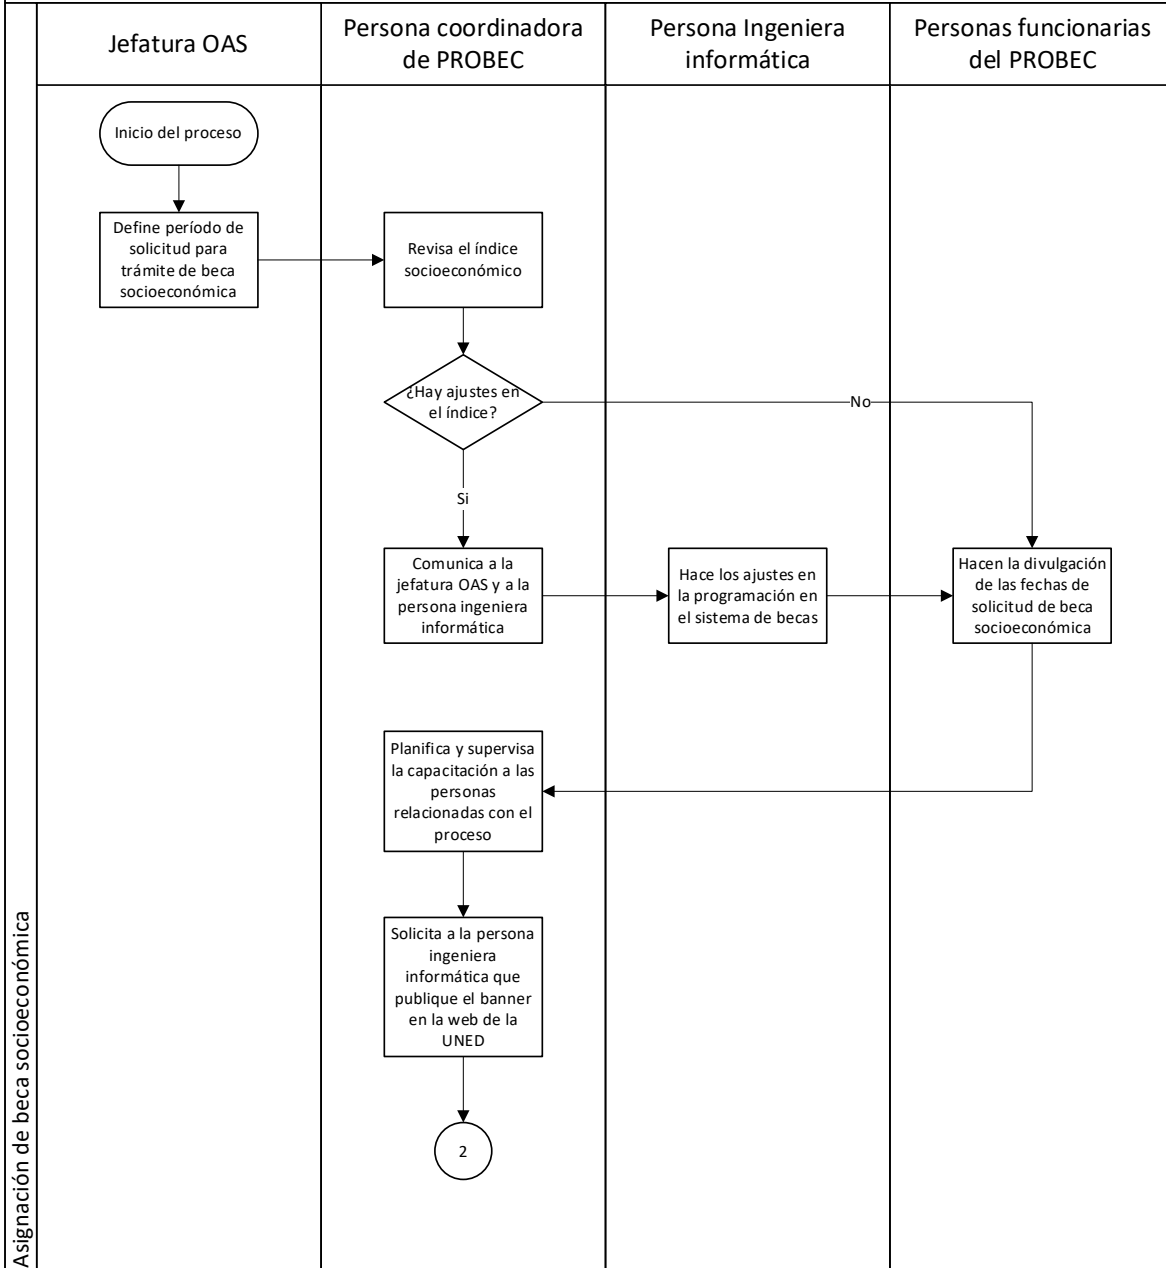 Jefatura OAS
Persona coordinadora
de PROBEC
Persona Ingeniera
informática
Personas funcionarias
del PROBEC
Inicio del proceso
Define período de
solicitud para
trámite de beca
socioeconómica
Revisa el índice
socioeconómico
¿Hay ajustes en
el índice?
No
Si
Comunica a la
jefatura OAS y a la
persona ingeniera
informática
Hace los ajustes en
la programación en
el sistema de becas
Hacen la divulgación
de las fechas de
solicitud de beca
socioeconómica
Planifica y supervisa
la capacitación a las
personas
relacionadas con el
proceso
Solicita a la persona
ingeniera
informática que
publique el banner
en la web de la
UNED
2
Asignación de beca socioeconómica